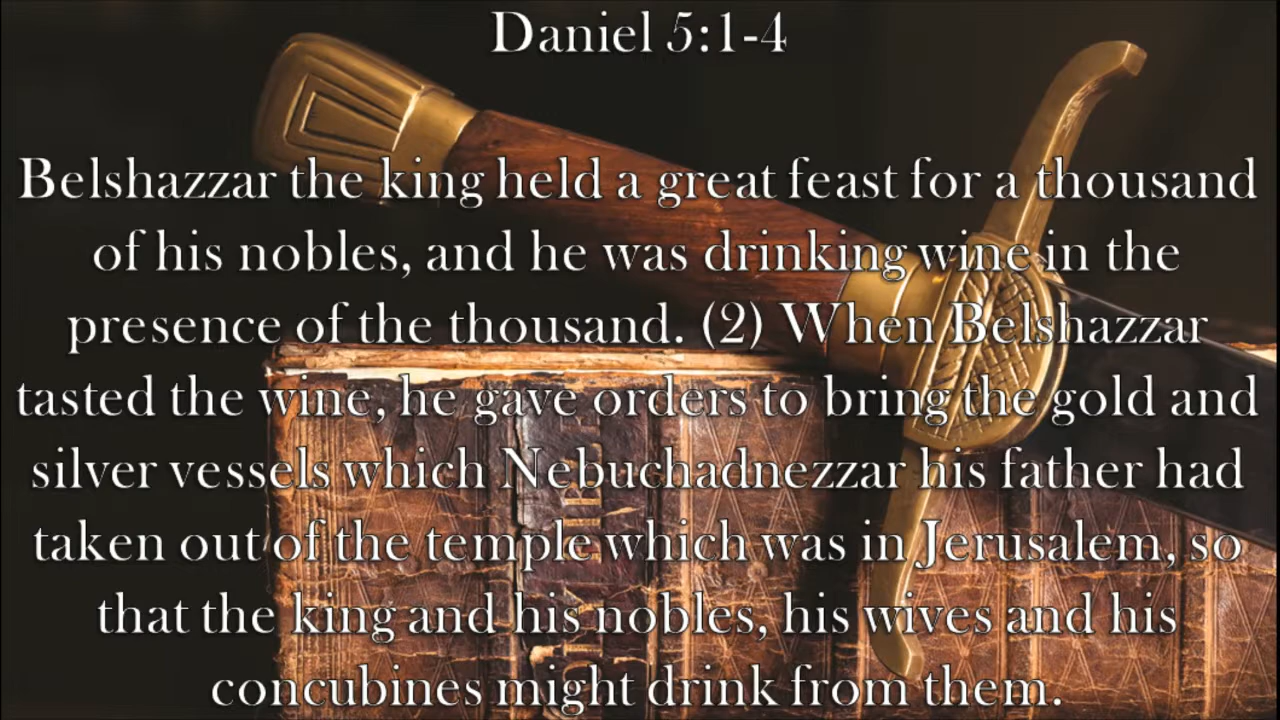 Daniel 5:1-4
Belshazzar the king held a great feast for a thousand
of his nobles, and he was drinking wine in the
presence of the thousand. (2) When Belshazzar
tasted the wine, he gave orders to bring the gold and
silver vessels which Nebuchadnezzar his father had
taken out of the temple which was in Jerusalem, so
that the king and his nobles, his wives and his
concubines might drink from them.